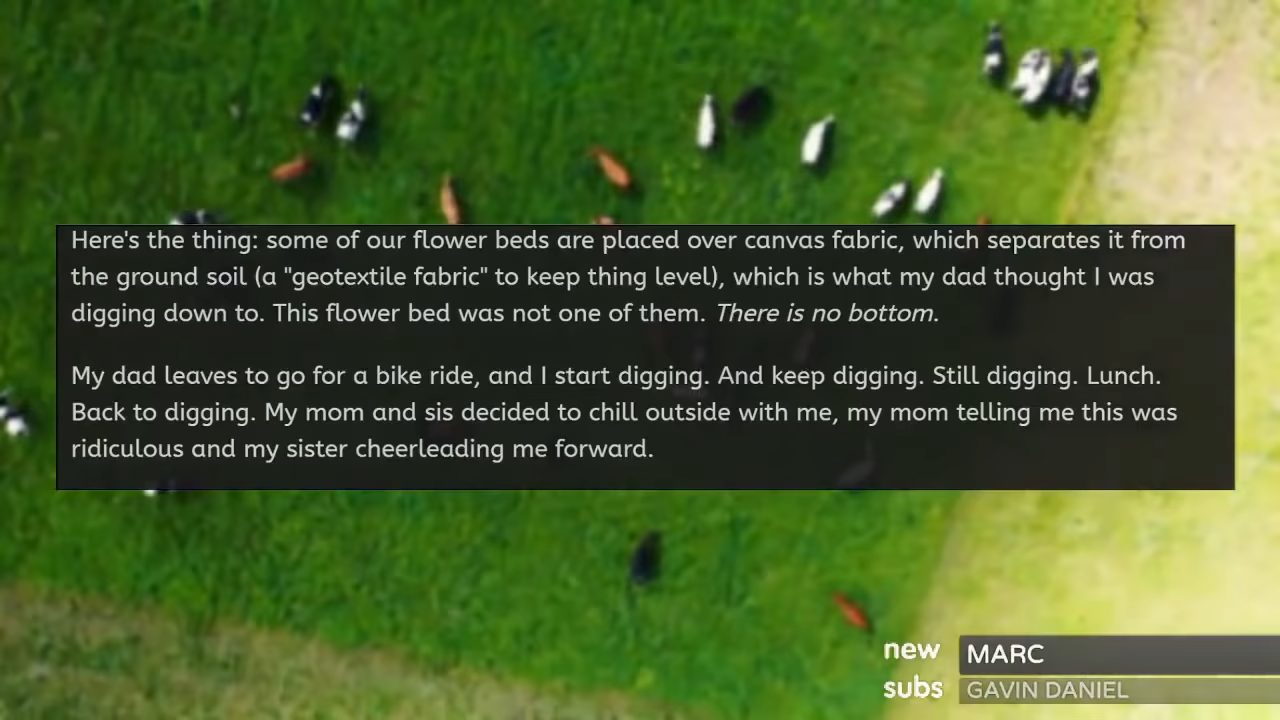 Here's the thing: some of our flower beds are placed over canvas fabric, which separates it from
the ground soil (a "geotextile fabric" to keep thing level), which is what my dad thought I was
digging down to. This flower bed was not one of them. There is no bottom.
My dad leaves to go for a bike ride, and I start digging. And keep digging. Still digging. Lunch.
Back to digging. My mom and sis decided to chill outside with me, my mom telling me this was
ridiculous and my sister cheerleading me forward.
new
subs
MARC
GAVIN DANIEL